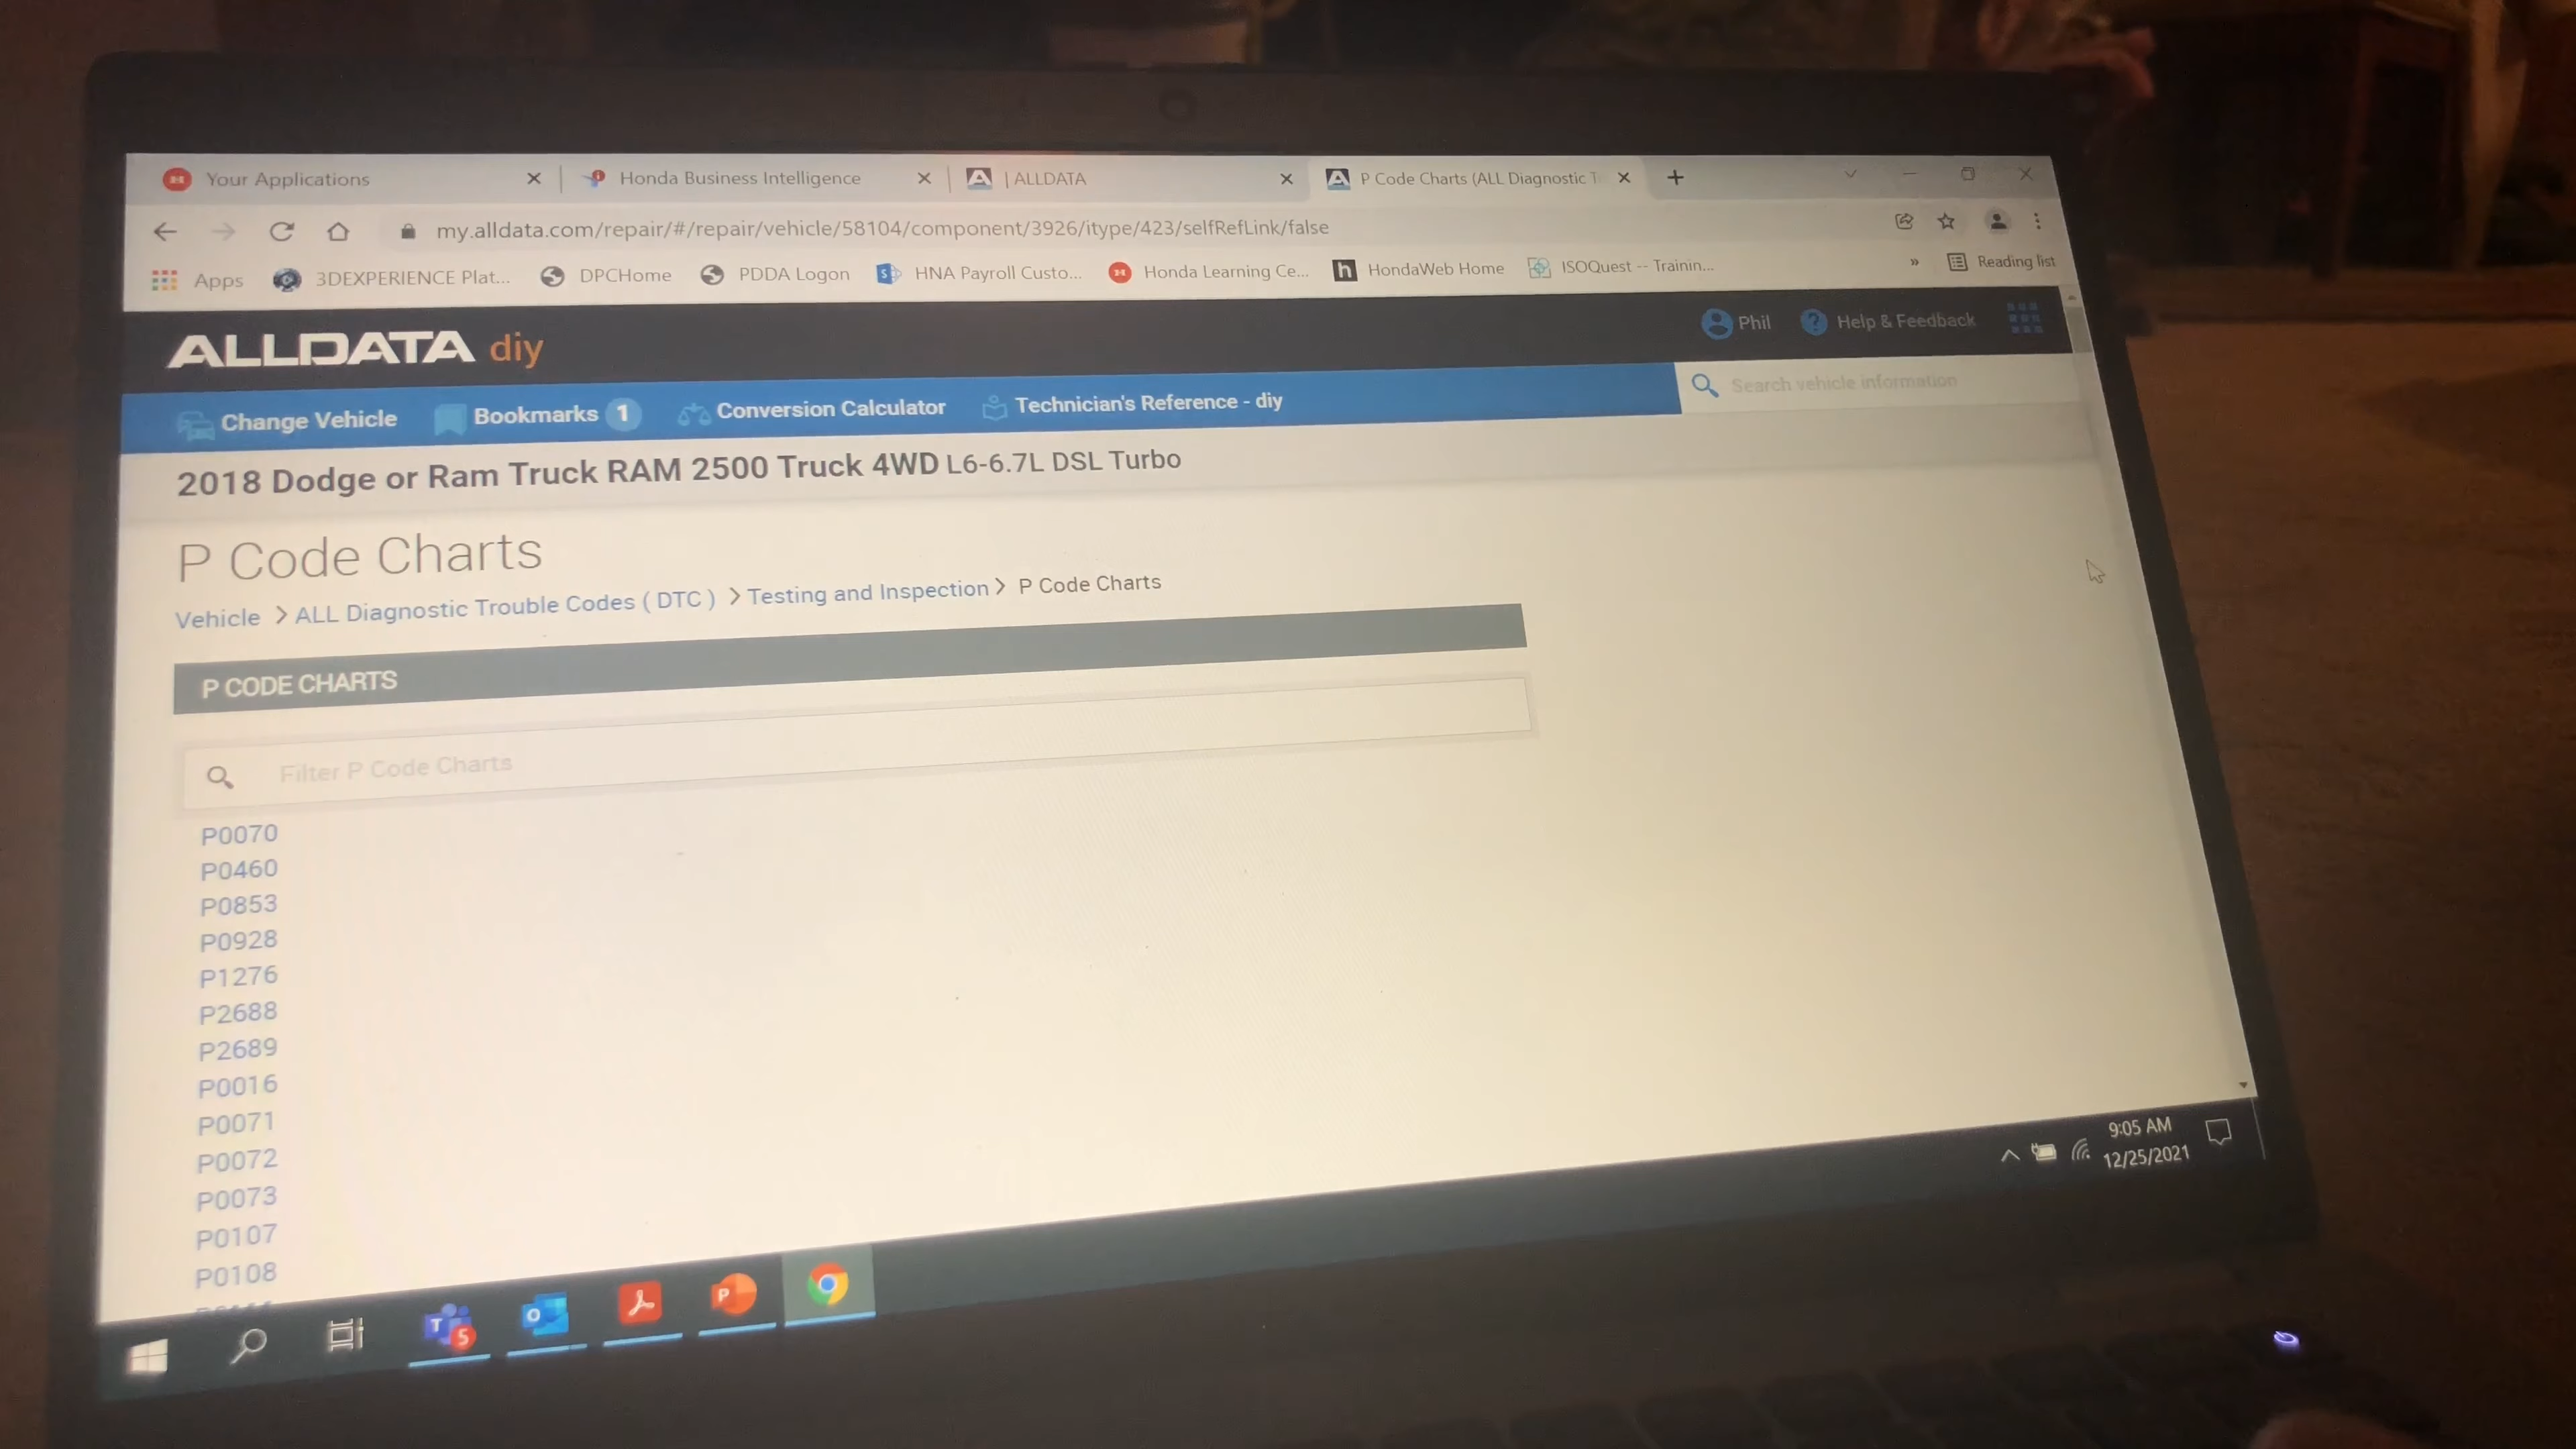 Your Applications
Honda Business Intelligence
| ALLDATA
P Code Charts (ALL Diagnostic T
my.alldata.com/repair/#/repair/vehicle/58104/component/3926/itype/423/selfRefLink/false
Apps
3DEXPERIENCE Plat...
DPCHome
PDDA Logon
HNA Payroll Custo...
Honda Learning Ce...
HondaWeb Home
ISOQuest -- Trainin...
»
Reading list
ALLDATA diy
Phil
Help & Feedback
Change Vehicle
Bookmarks 1
Conversion Calculator
Technician's Reference - diy
Search vehicle information
2018 Dodge or Ram Truck RAM 2500 Truck 4WD L6-6.7L DSL Turbo
P Code Charts
Vehicle > ALL Diagnostic Trouble Codes ( DTC ) > Testing and Inspection > P Code Charts
P CODE CHARTS
Filter P Code Charts
P0070
P0460
P0853
P0928
P1276
P2688
P2689
P0016
P0071
P0072
P0073
P0107
P0108
9:05 AM
12/25/2021